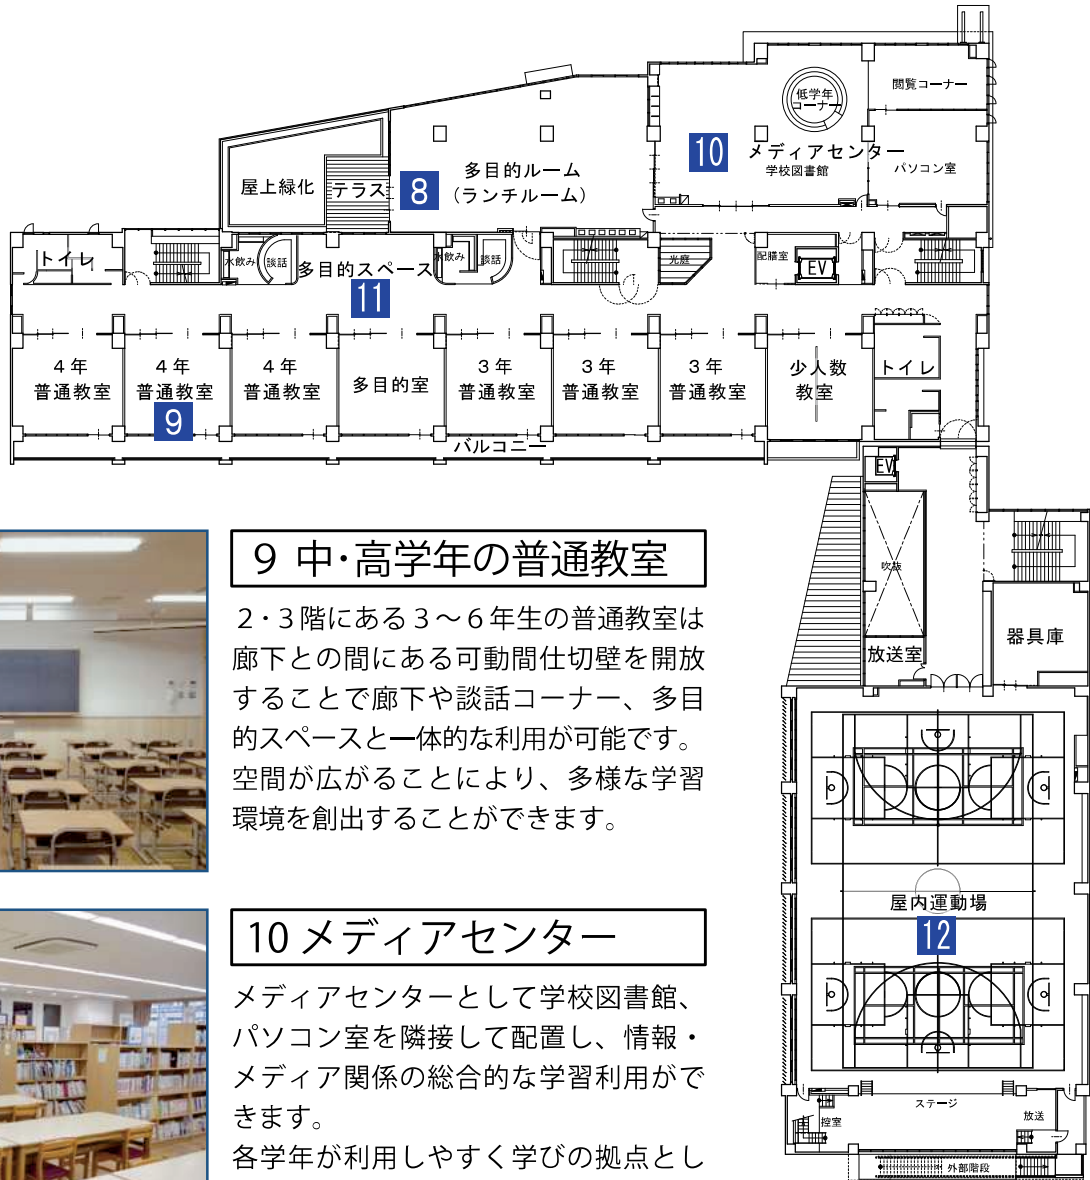 閲覧コーナー
低学年
コーナー
10
メディアセンター
学校図書館
パソコン室
多目的ルーム
(ランチルーム)
8
屋上緑化
テラス
トイレ
水飲み
談話
多目的スペース
水飲み
談話
光庭
配膳室
EV
11
4年
普通教室
4年
普通教室
4年
普通教室
多目的室
3年
普通教室
3年
普通教室
3年
普通教室
少人数
教室
トイレ
9
バルコニー
EV
吹抜
放送室
器具庫
屋内運動場
12
ステージ
控室
放送
外部階段
9 中・高学年の普通教室
2・3階にある3～6年生の普通教室は
廊下との間にある可動間仕切壁を開放
することで廊下や談話コーナー、多目
的スペースと一体的な利用が可能です。
空間が広がることにより、多様な学習
環境を創出することができます。
10 メディアセンター
メディアセンターとして学校図書館、
パソコン室を隣接して配置し、情報・
メディア関係の総合的な学習利用がで
きます。
各学年が利用しやすく学びの拠点とし